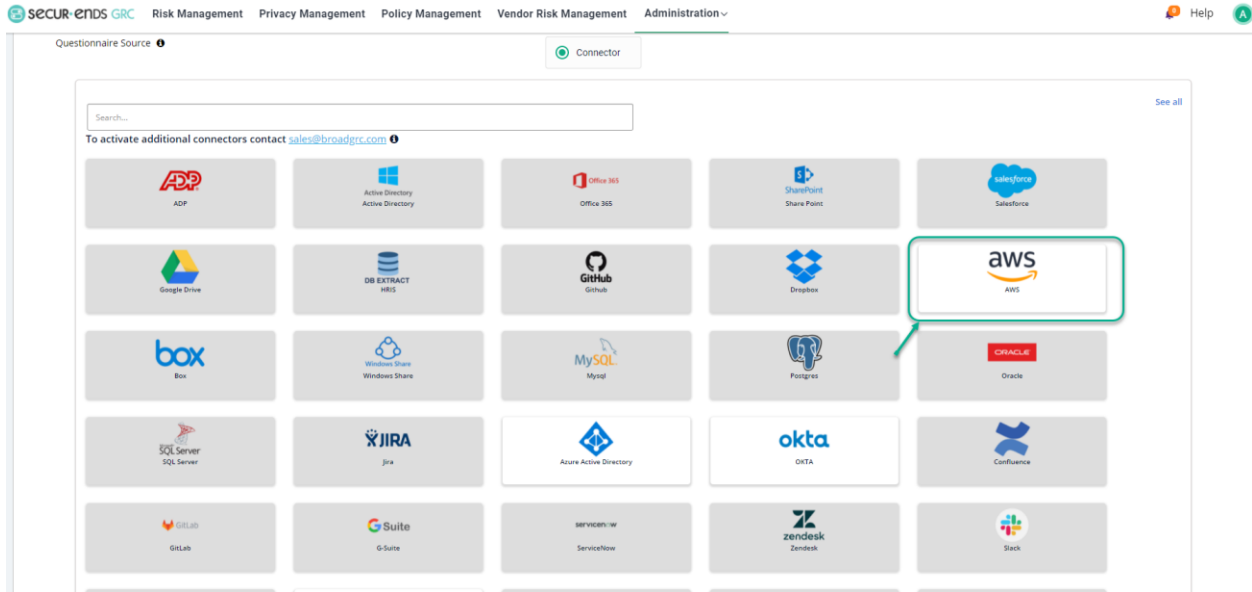 SECUR-ENDS GRC Risk Management Privacy Management Policy Management Vendor Risk Management Administration Help A
Questionnaire Source
Connector
See all
Search...
To activate additional connectors contact sales@broadgrc.com
ADP
ADP
Active Directory
Active Directory
Office 365
Office 365
SharePoint
Share Point
salesforce
Salesforce
Google Drive
DB EXTRACT
HRIS
GitHub
Github
Dropbox
aws
AWS
box
Box
Windows Share
Windows Share
MySQL
Mysql
Postgres
ORACLE
Oracle
SQL Server
SQL Server
JIRA
Jira
Azure Active Directory
okta
OKTA
Confluence
GitLab
GitLab
G Suite
G-Suite
servicenow
ServiceNow
zendesk
Zendesk
Slack